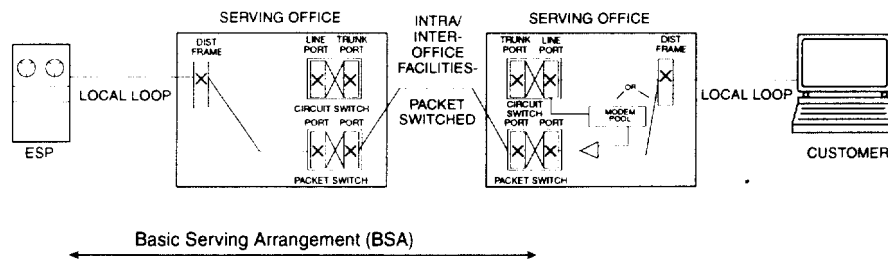 SERVING OFFICE
INTRA/
INTER-
OFFICE
FACILITIES-
PACKET
SWITCHED
SERVING OFFICE
DIST
FRAME
LINE
PORT
TRUNK
PORT
CIRCUIT SWITCH
PORT
PORT
PACKET SWITCH
TRUNK
PORT
LINE
PORT
DIST
FRAME
CIRCUIT
SWITCH
OR
MODEM
POOL
PORT
PORT
PACKET SWITCH
LOCAL LOOP
LOCAL LOOP
ESP
CUSTOMER
Basic Serving Arrangement (BSA)